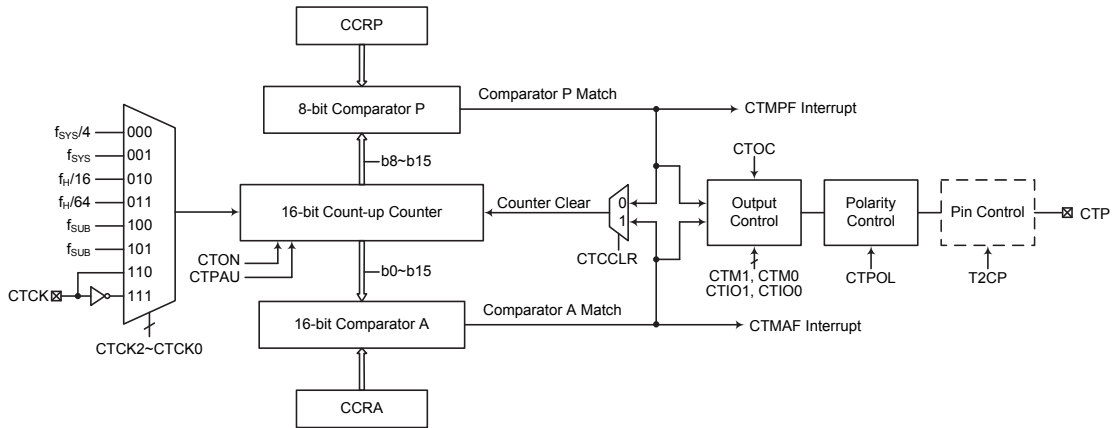 CCRP
8-bit Comparator P
Comparator P Match
CTMPF Interrupt
fSYS/4
000
fSYS
001
fH/16
010
fH/64
011
fSUB
100
fSUB
101
110
111
CTCK
CTCK2~CTCK0
b8~b15
16-bit Count-up Counter
CTON
CTPAU
b0~b15
Counter Clear
0
1
CTCCLR
CTOC
Output
Control
CTM1, CTM0
CTIO1, CTIO0
Polarity
Control
CTPOL
Pin Control
T2CP
CTP
16-bit Comparator A
Comparator A Match
CTMAF Interrupt
CCRA